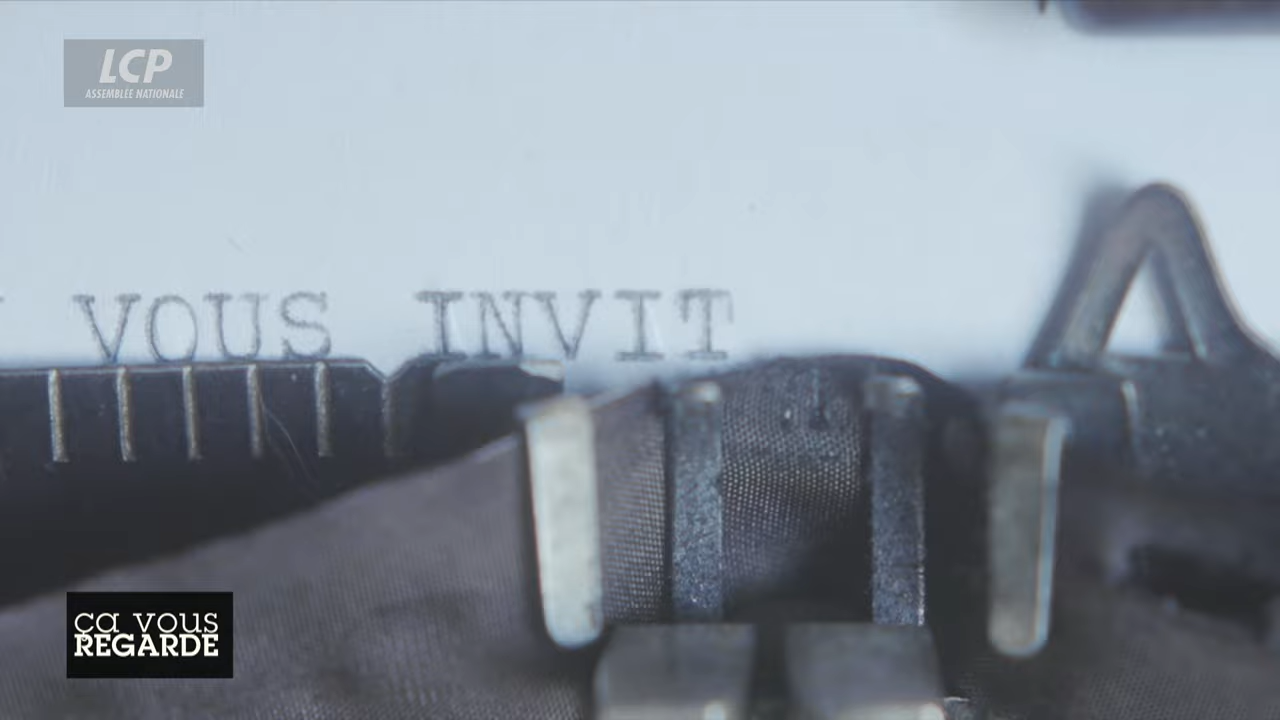 LCP
ASSEMBLÉE NATIONALE
VOUS INVIT
ça vous
REGARDE